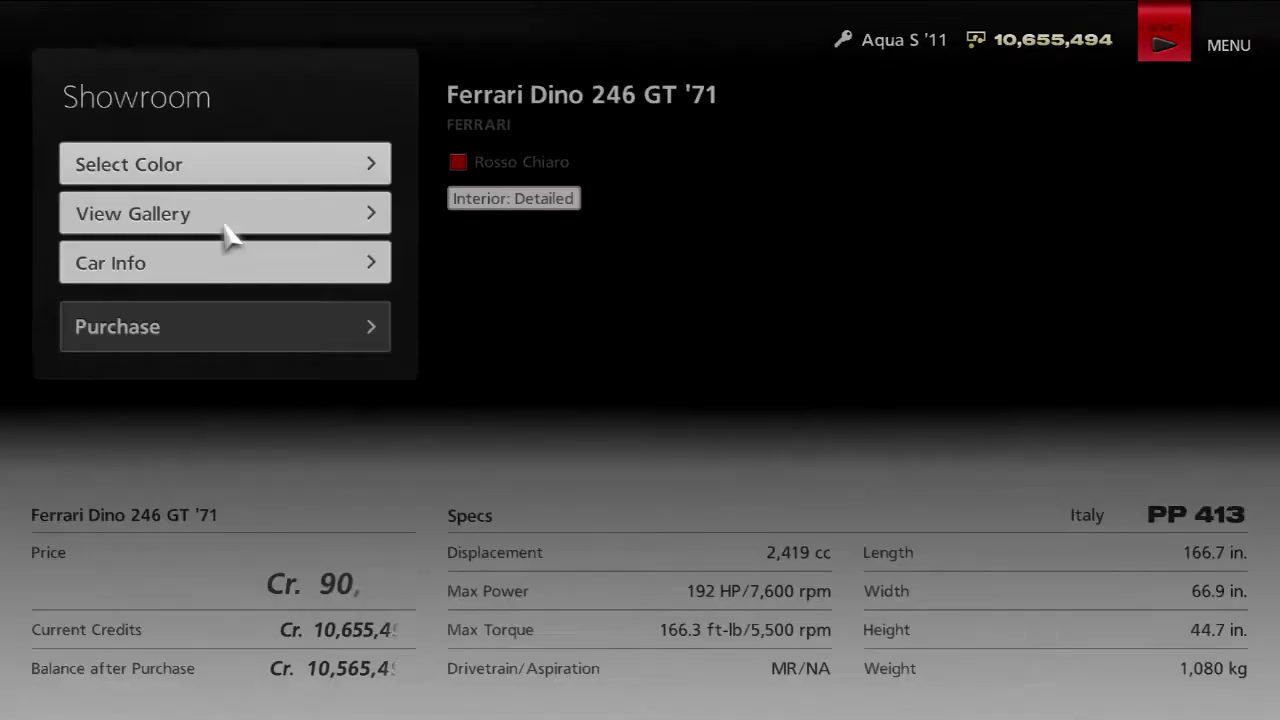 Aqua S '11
10,655,494
START
MENU
Showroom
Select Color
View Gallery
Car Info
Purchase
Ferrari Dino 246 GT '71
FERRARI
Rosso Chiaro
Interior: Detailed
Ferrari Dino 246 GT '71
Price
Cr. 90,
Current Credits Cr. 10,655,4
Balance after Purchase Cr. 10,565,4
Specs
Displacement 2,419 cc
Max Power 192 HP/7,600 rpm
Max Torque 166.3 ft-lb/5,500 rpm
Drivetrain/Aspiration MR/NA
Italy PP 413
Length 166.7 in.
Width 66.9 in.
Height 44.7 in.
Weight 1,080 kg